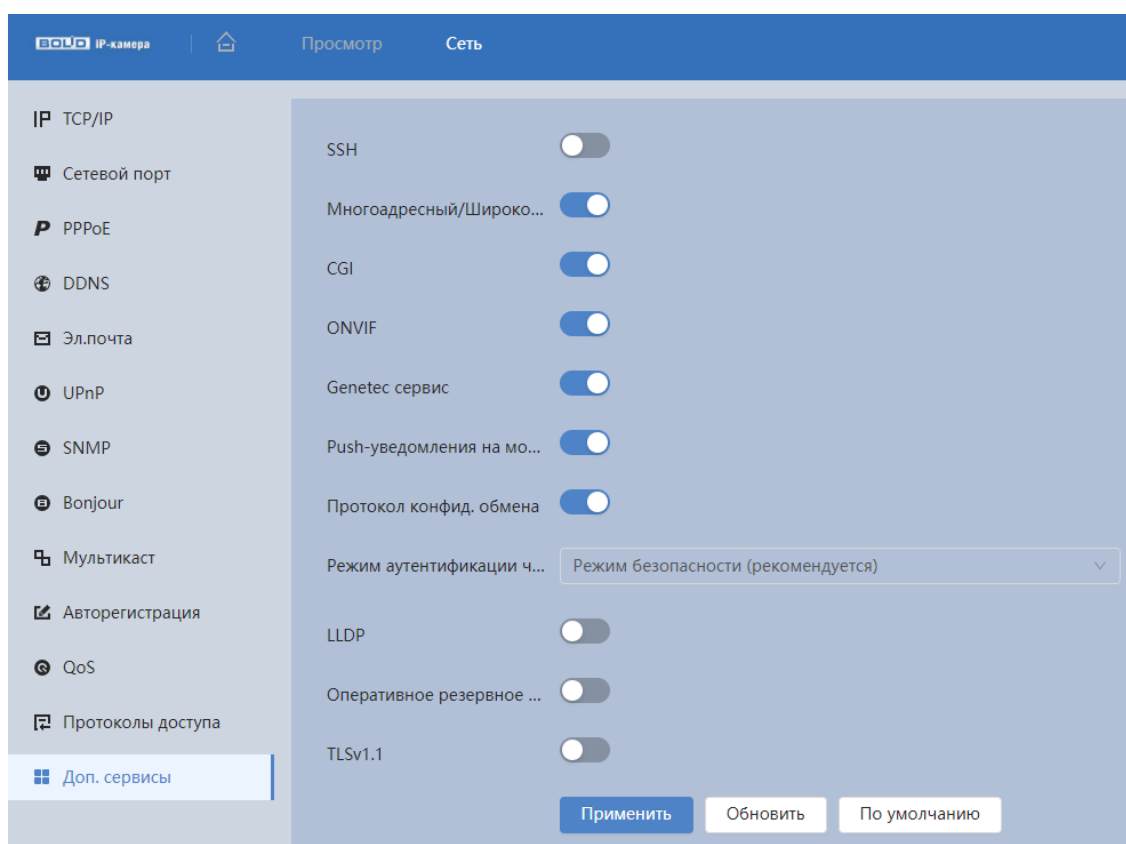 BOLID IP-камера
Просмотр
Сеть
TCP/IP
Сетевой порт
PPPoE
DDNS
Эл.почта
UPnP
SNMP
Bonjour
Мультикаст
Авторегистрация
QoS
Протоколы доступа
Доп. сервисы
SSH
Многоадресный/Широко...
CGI
ONVIF
Genetec сервис
Push-уведомления на мо...
Протокол конфид. обмена
Режим аутентификации ч... Режим безопасности (рекомендуется)
LLDP
Оперативное резервное ...
TLSv1.1
Применить Обновить По умолчанию